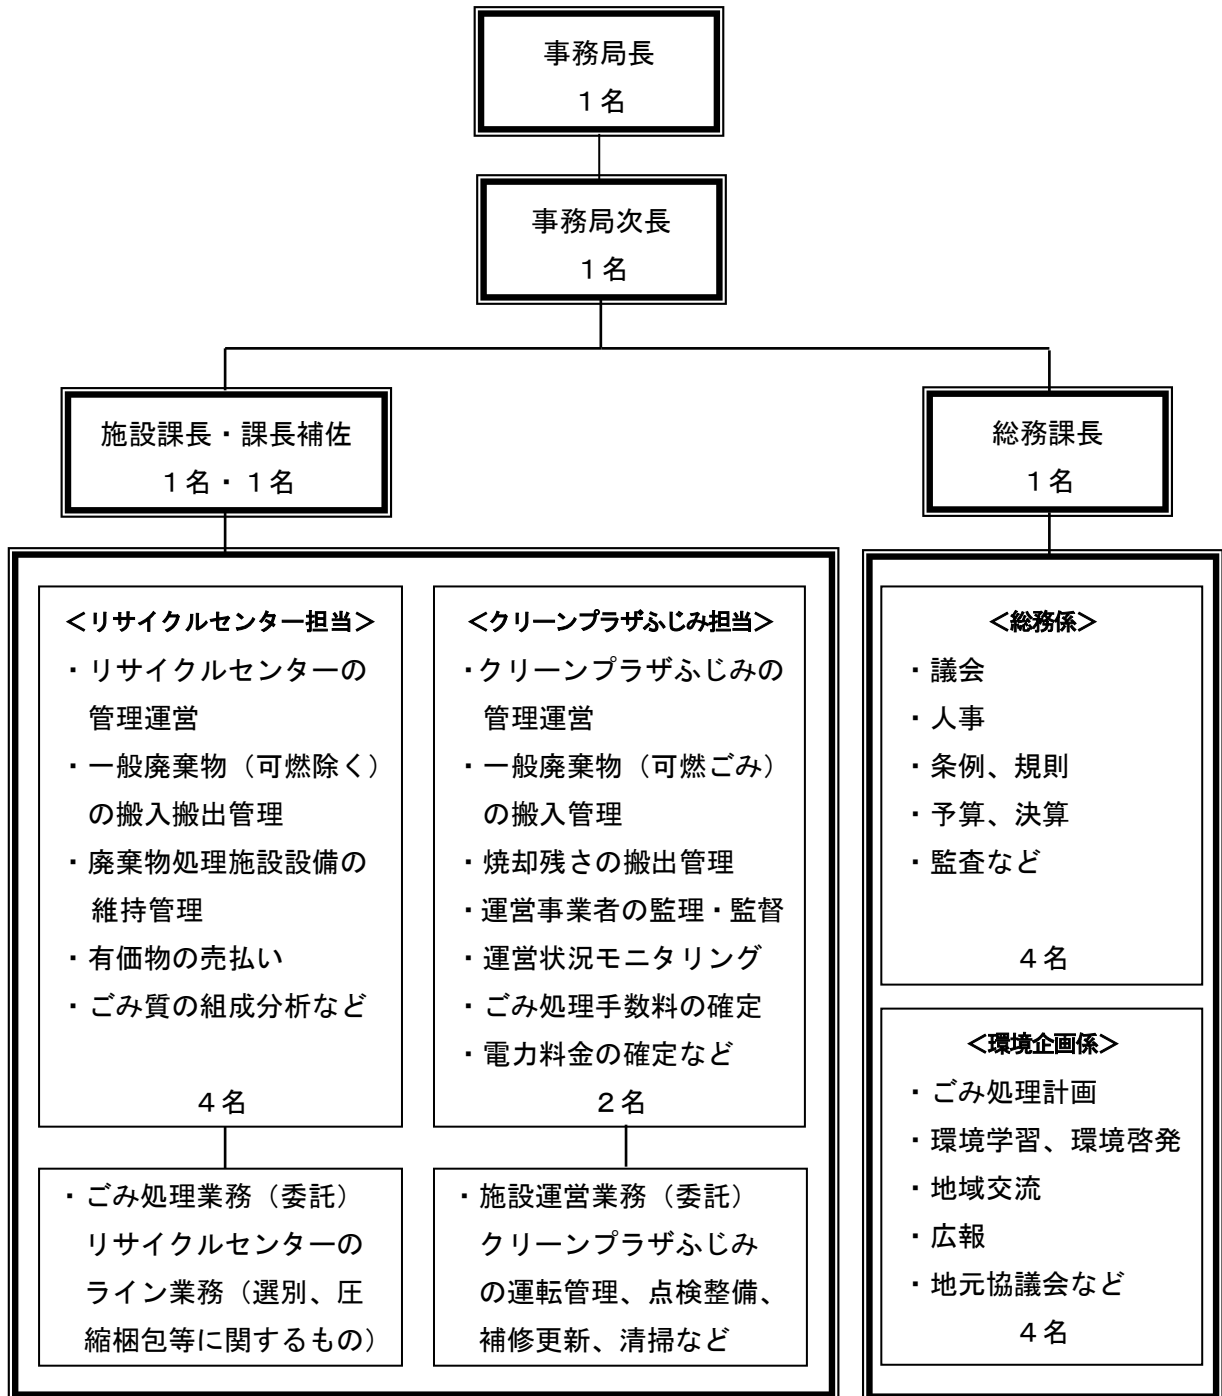 事務局長
１名
事務局次長
１名
施設課長・課長補佐
１名・１名
総務課長
１名
＜リサイクルセンター担当＞
・リサイクルセンターの
管理運営
・一般廃棄物（可燃除く）
の搬入搬出管理
・廃棄物処理施設設備の
維持管理
・有価物の売払い
・ごみ質の組成分析など
４名
・ごみ処理業務（委託）
リサイクルセンターの
ライン業務（選別、圧
縮梱包等に関するもの）
＜クリーンプラザふじみ担当＞
・クリーンプラザふじみの
管理運営
・一般廃棄物（可燃ごみ）
の搬入管理
・焼却残さの搬出管理
・運営事業者の監理・監督
・運営状況モニタリング
・ごみ処理手数料の確定
・電力料金の確定など
２名
・施設運営業務（委託）
クリーンプラザふじみ
の運転管理、点検整備、
補修更新、清掃など
＜総務係＞
・議会
・人事
・条例、規則
・予算、決算
・監査など
４名
＜環境企画係＞
・ごみ処理計画
・環境学習、環境啓発
・地域交流
・広報
・地元協議会など
４名